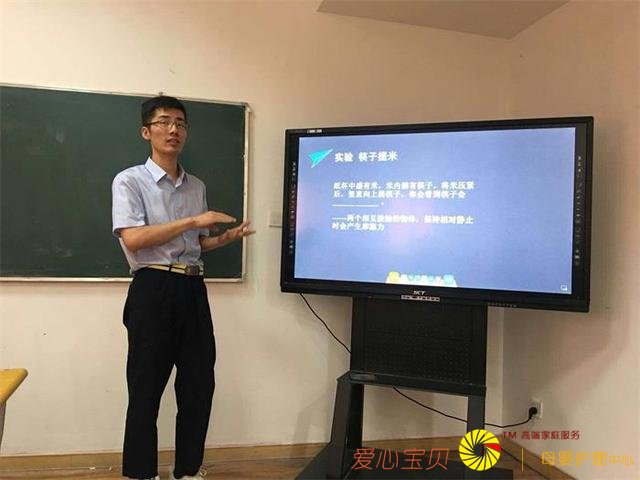 实验 筷子提米
纸杯中盛有米，米内插有筷子，将米压紧
后，竖直向上提筷子，你会看到筷子会
——两个相互接触的物体，保持相对静止
时会产生摩擦力
SCT
TM 高端家庭服务
爱心宝贝
母婴护理中心